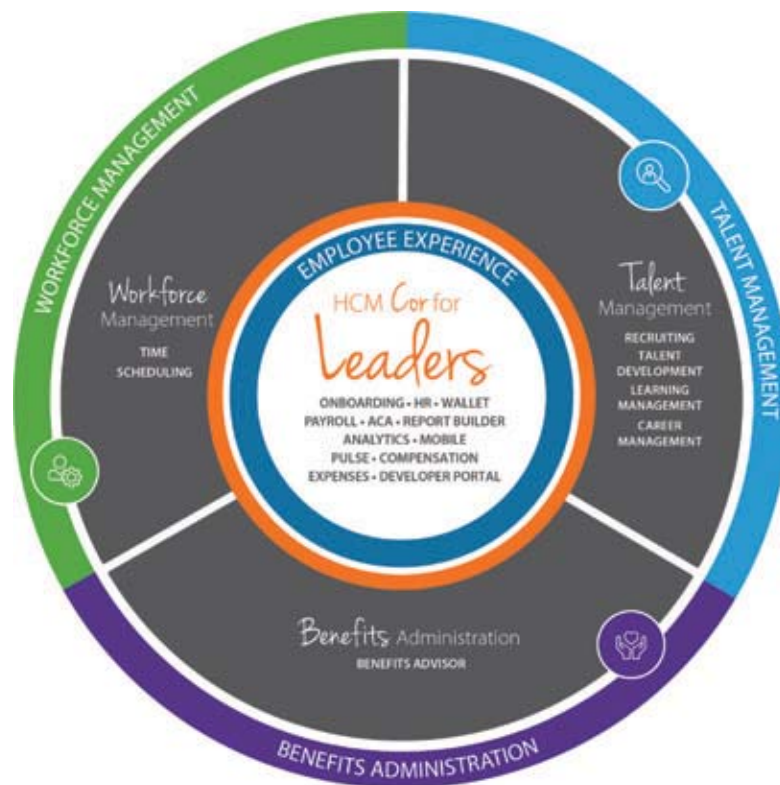 WORKFORCE MANAGEMENT
TALENT MANAGEMENT
EMPLOYEE EXPERIENCE
HCM Cor for
Leaders
ONBOARDING • HR • WALLET
PAYROLL • ACA • REPORT BUILDER
ANALYTICS • MOBILE
PULSE • COMPENSATION
EXPENSES • DEVELOPER PORTAL
Workforce
Management
TIME
SCHEDULING
Talent
Management
RECRUITING
TALENT
DEVELOPMENT
LEARNING
MANAGEMENT
CAREER
MANAGEMENT
Benefits Administration
BENEFITS ADVISOR
BENEFITS ADMINISTRATION